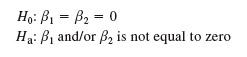 H₀: β₁ = β₂ = 0
Hₐ: β₁ and/or β₂ is not equal to zero